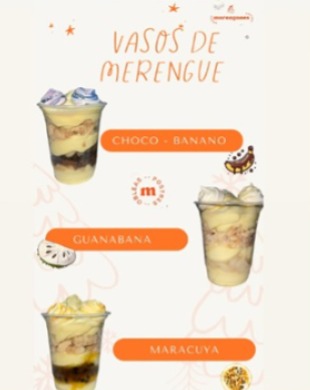 VASOS DE
MERENGUE
CHOCO - BANANO
m
GUANABANA
MARACUYA